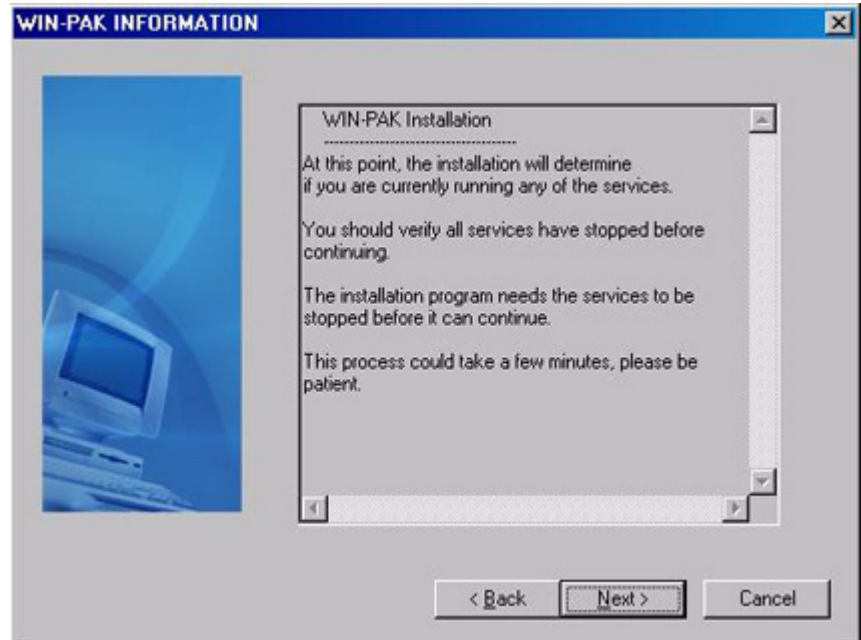 WIN-PAK INFORMATION
WIN-PAK Installation
At this point, the installation will determine
if you are currently running any of the services.
You should verify all services have stopped before
continuing.
The installation program needs the services to be
stopped before it can continue.
This process could take a few minutes, please be
patient.
< Back
Next >
Cancel